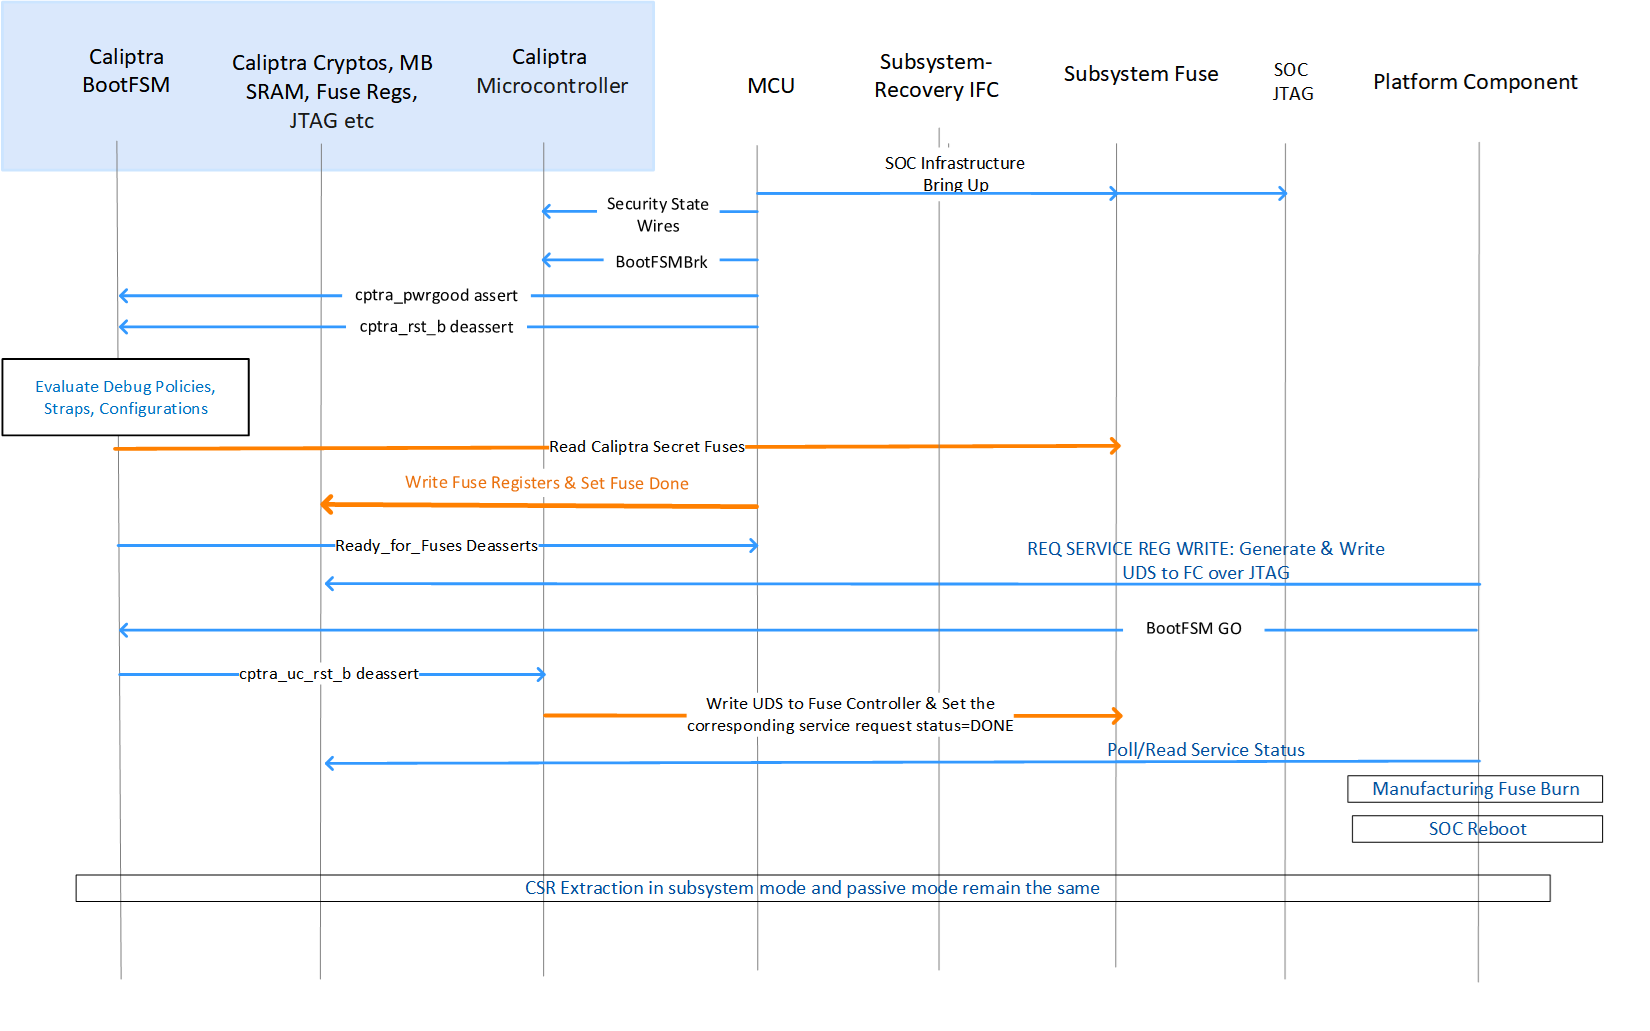 Caliptra
BootFSM
Caliptra Cryptos, MB
SRAM, Fuse Regs,
JTAG etc
Caliptra
Microcontroller
MCU
Subsystem-
Recovery IFC
Subsystem Fuse
SOC
JTAG
Platform Component
SOC Infrastructure
Bring Up
Security State
Wires
BootFSMBrk
cptra_pwrgood assert
cptra_rst_b deassert
Evaluate Debug Policies,
Straps, Configurations
Read Caliptra Secret Fuses
Write Fuse Registers & Set Fuse Done
Ready_for_Fuses Deasserts
REQ SERVICE REG WRITE: Generate & Write
UDS to FC over JTAG
BootFSM GO
cptra_uc_rst_b deassert
Write UDS to Fuse Controller & Set the
corresponding service request status=DONE
Poll/Read Service Status
Manufacturing Fuse Burn
SOC Reboot
CSR Extraction in subsystem mode and passive mode remain the same